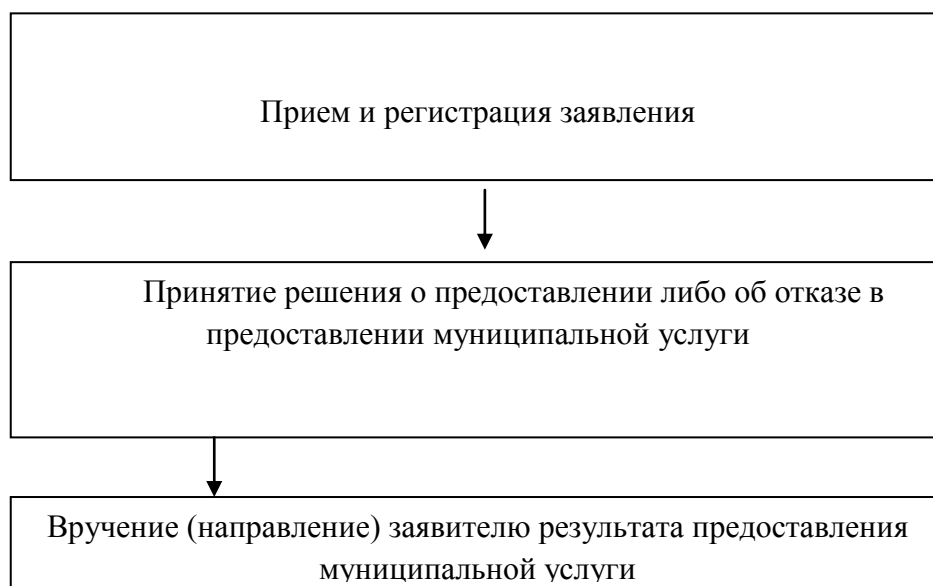 Прием и регистрация заявления
Принятие решения о предоставлении либо об отказе в
предоставлении муниципальной услуги
Вручение (направление) заявителю результата предоставления
муниципальной услуги